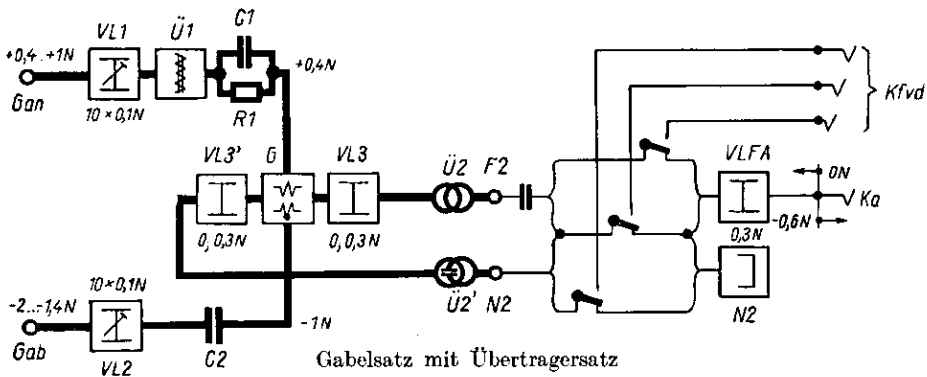 VL1
Ü1
C1
+0,4..+1N
+0,4N
Gan
10×0,1N
R1
Kfvd
VL3'
G
VL3
Ü2
F2
VLFA
0N
Ka
0,0,3N
0,0,3N
0,3N
-0,6N
10×0,1N
-2...-1,4N
-1N
Ü2'
N2
N2
Gab
VL2
C2
Gabelsatz mit Übertragersatz